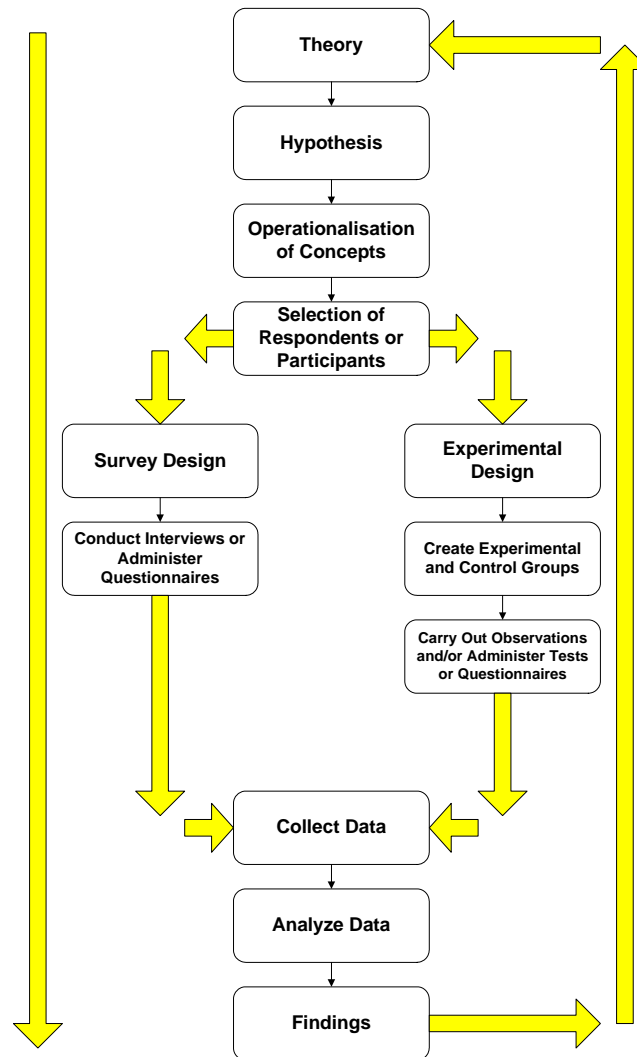 Theory
Hypothesis
Operationalisation
of Concepts
Selection of
Respondents or
Participants
Survey Design
Conduct Interviews or
Administer
Questionnaires
Experimental
Design
Create Experimental
and Control Groups
Carry Out Observations
and/or Administer Tests
or Questionnaires
Collect Data
Analyze Data
Findings